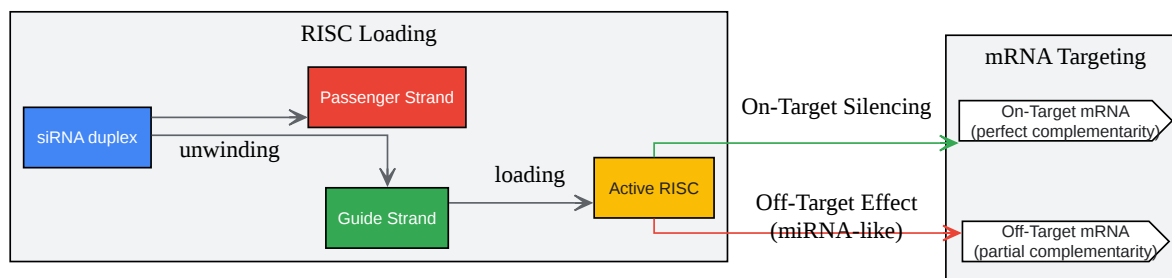 RISC Loading
mRNA Targeting
Passenger Strand
siRNA duplex
unwinding
Guide Strand
loading
Active RISC
On-Target Silencing
On-Target mRNA
(perfect complementarity)
Off-Target Effect
(miRNA-like)
Off-Target mRNA
(partial complementarity)